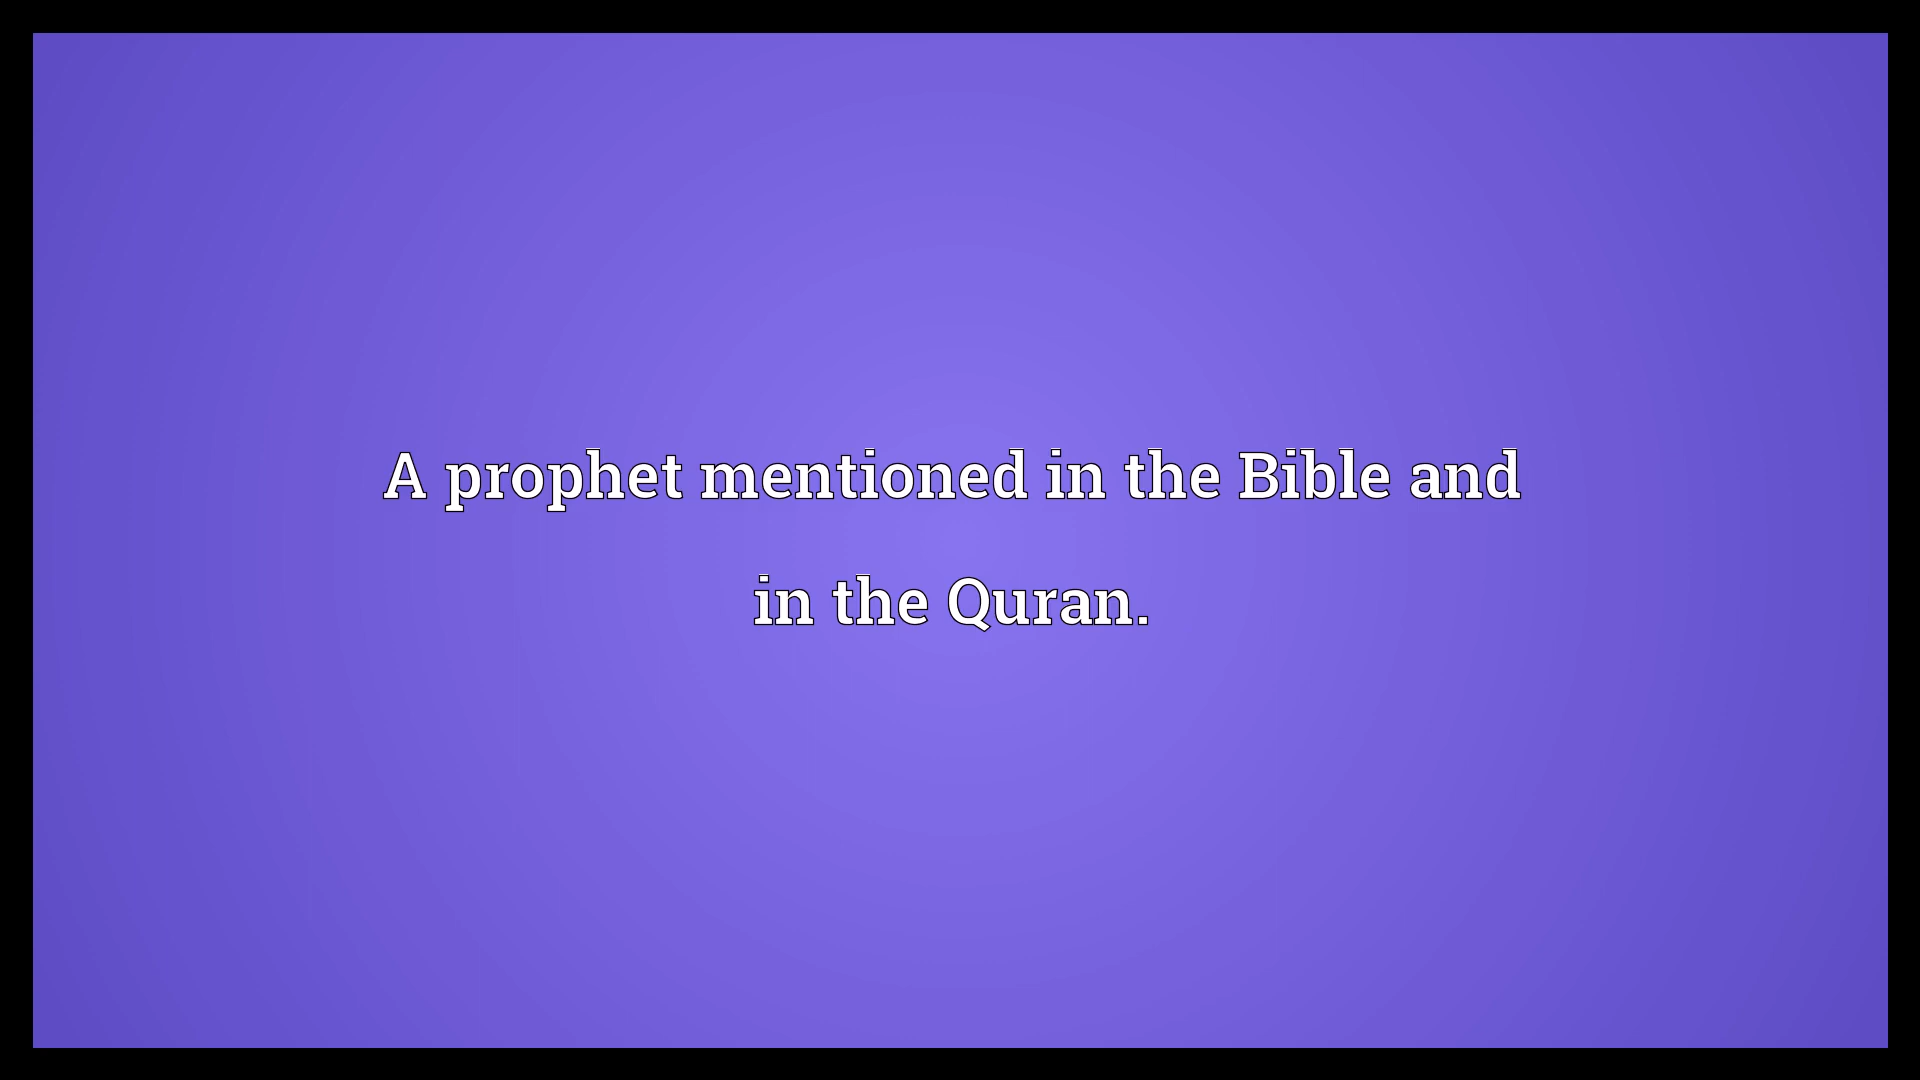 A prophet mentioned in the Bible and
in the Quran.